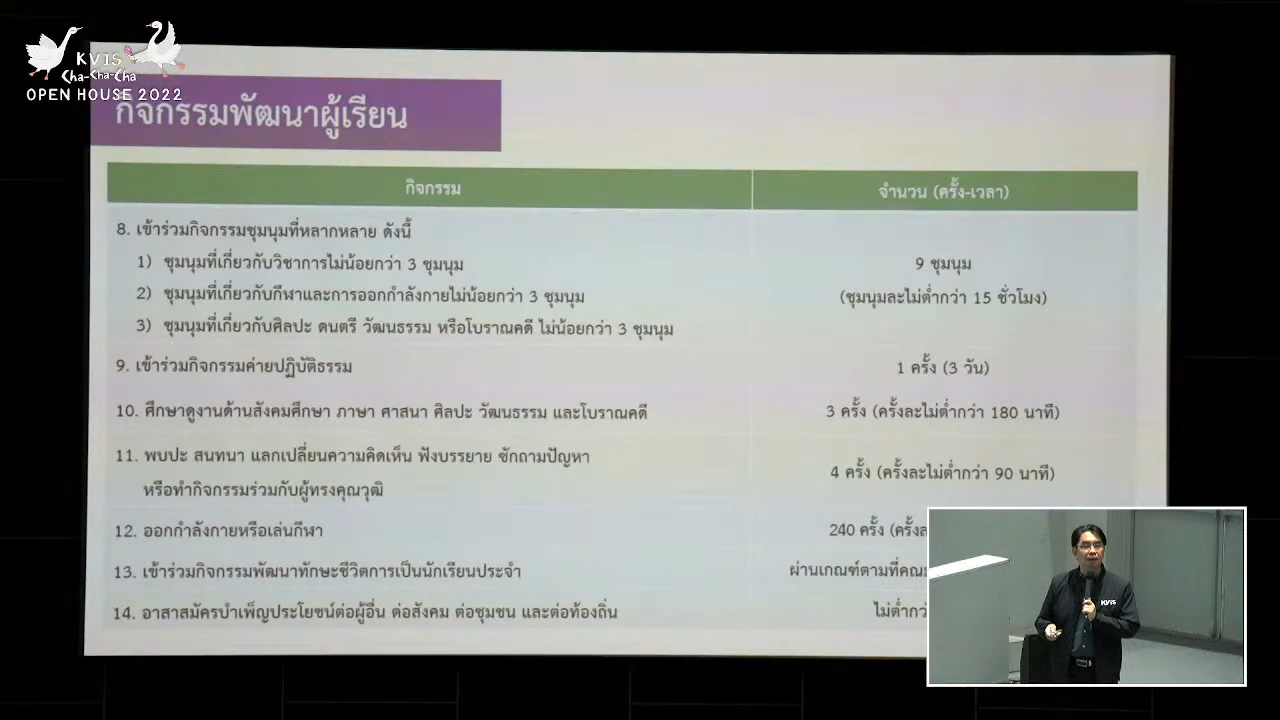 KVIS
Cha-Cha-Cha
OPEN HOUSE 2022
กิจกรรมพัฒนาผู้เรียน
กิจกรรม จำนวน (ครั้ง-เวลา)
8. เข้าร่วมกิจกรรมชุมนุมที่หลากหลาย ดังนี้
1) ชุมนุมที่เกี่ยวกับวิชาการไม่น้อยกว่า 3 ชุมนุม 9 ชุมนุม
2) ชุมนุมที่เกี่ยวกับกีฬาและการออกกำลังกายไม่น้อยกว่า 3 ชุมนุม (ชุมนุมละไม่ต่ำกว่า 15 ชั่วโมง)
3) ชุมนุมที่เกี่ยวกับศิลปะ ดนตรี วัฒนธรรม หรือโบราณคดี ไม่น้อยกว่า 3 ชุมนุม
9. เข้าร่วมกิจกรรมค่ายปฏิบัติธรรม 1 ครั้ง (3 วัน)
10. ศึกษาดูงานด้านสังคมศึกษา ภาษา ศาสนา ศิลปะ วัฒนธรรม และโบราณคดี 3 ครั้ง (ครั้งละไม่ต่ำกว่า 180 นาที)
11. พบปะ สนทนา แลกเปลี่ยนความคิดเห็น ฟังบรรยาย ซักถามปัญหา
หรือทำกิจกรรมร่วมกับผู้ทรงคุณวุฒิ 4 ครั้ง (ครั้งละไม่ต่ำกว่า 90 นาที)
12. ออกกำลังกายหรือเล่นกีฬา 240 ครั้ง (ครั้งล
13. เข้าร่วมกิจกรรมพัฒนาทักษะชีวิตการเป็นนักเรียนประจำ ผ่านเกณฑ์ตามที่คณ
14. อาสาสมัครบำเพ็ญประโยชน์ต่อผู้อื่น ต่อสังคม ต่อชุมชน และต่อท้องถิ่น ไม่ต่ำกว่
KVIS